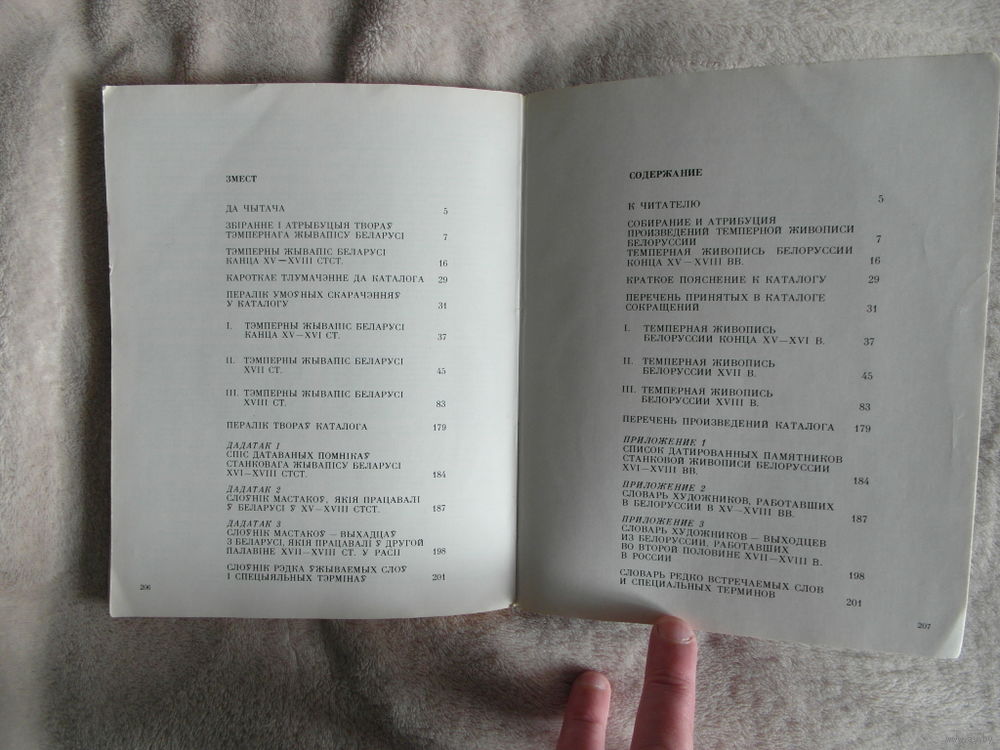 ЗМЕСТ
ДА ЧЫТАЧА 5
ЗБІРАННЕ І АТРЫБУЦЫЯ ТВОРАЎ
ТЭМПЕРНАГА ЖЫВАПІСУ БЕЛАРУСІ 7
ТЭМПЕРНЫ ЖЫВАПІС БЕЛАРУСІ
КАНЦА XV—XVIII СТСТ. 16
КАРОТКАЕ ТЛУМАЧЭННЕ ДА КАТАЛОГА 29
ПЕРАЛІК УМОЎНЫХ СКАРАЧЭННЯЎ
У КАТАЛОГУ 31
I. ТЭМПЕРНЫ ЖЫВАПІС БЕЛАРУСІ
КАНЦА XV—XVI СТ. 37
II. ТЭМПЕРНЫ ЖЫВАПІС БЕЛАРУСІ
XVII СТ. 45
III. ТЭМПЕРНЫ ЖЫВАПІС БЕЛАРУСІ
XVIII СТ. 83
ПЕРАЛІК ТВОРАЎ КАТАЛОГА 179
ДАДАТАК 1
СПІС ДАТАВАНЫХ ПОМНІКАЎ
СТАНКОВАГА ЖЫВАПІСУ БЕЛАРУСІ
XVI—XVIII СТСТ. 184
ДАДАТАК 2
СЛОЎНІК МАСТАКОЎ, ЯКІЯ ПРАЦАВАЛІ
Ў БЕЛАРУСІ Ў XV—XVIII СТСТ. 187
ДАДАТАК 3
СЛОЎНІК МАСТАКОЎ — ВЫХАДЦАЎ
З БЕЛАРУСІ, ЯКІЯ ПРАЦАВАЛІ Ў ДРУГОЙ
ПАЛАВІНЕ XVII—XVIII СТ. У РАСІІ 198
СЛОЎНІК РЭДКА ЎЖЫВАЕМЫХ СЛОЎ
І СПЕЦЫЯЛЬНЫХ ТЭРМІНАЎ 201
206
СОДЕРЖАНИЕ
К ЧИТАТЕЛЮ 5
СОБИРАНИЕ И АТРИБУЦИЯ
ПРОИЗВЕДЕНИЙ ТЕМПЕРНОЙ ЖИВОПИСИ
БЕЛОРУССИИ 7
ТЕМПЕРНАЯ ЖИВОПИСЬ БЕЛОРУССИИ
КОНЦА XV—XVIII ВВ. 16
КРАТКОЕ ПОЯСНЕНИЕ К КАТАЛОГУ 29
ПЕРЕЧЕНЬ ПРИНЯТЫХ В КАТАЛОГЕ
СОКРАЩЕНИЙ 31
I. ТЕМПЕРНАЯ ЖИВОПИСЬ
БЕЛОРУССИИ КОНЦА XV—XVI В. 37
II. ТЕМПЕРНАЯ ЖИВОПИСЬ
БЕЛОРУССИИ XVII В. 45
III. ТЕМПЕРНАЯ ЖИВОПИСЬ
БЕЛОРУССИИ XVIII В. 83
ПЕРЕЧЕНЬ ПРОИЗВЕДЕНИЙ КАТАЛОГА 179
ПРИЛОЖЕНИЕ 1
СПИСОК ДАТИРОВАННЫХ ПАМЯТНИКОВ
СТАНКОВОЙ ЖИВОПИСИ БЕЛОРУССИИ
XVI—XVIII ВВ. 184
ПРИЛОЖЕНИЕ 2
СЛОВАРЬ ХУДОЖНИКОВ, РАБОТАВШИХ
В БЕЛОРУССИИ В XV—XVIII ВВ. 187
ПРИЛОЖЕНИЕ 3
СЛОВАРЬ ХУДОЖНИКОВ — ВЫХОДЦЕВ
ИЗ БЕЛОРУССИИ, РАБОТАВШИХ
ВО ВТОРОЙ ПОЛОВИНЕ XVII—XVIII В.
В РОССИИ 198
СЛОВАРЬ РЕДКО ВСТРЕЧАЕМЫХ СЛОВ
И СПЕЦИАЛЬНЫХ ТЕРМИНОВ 201
207